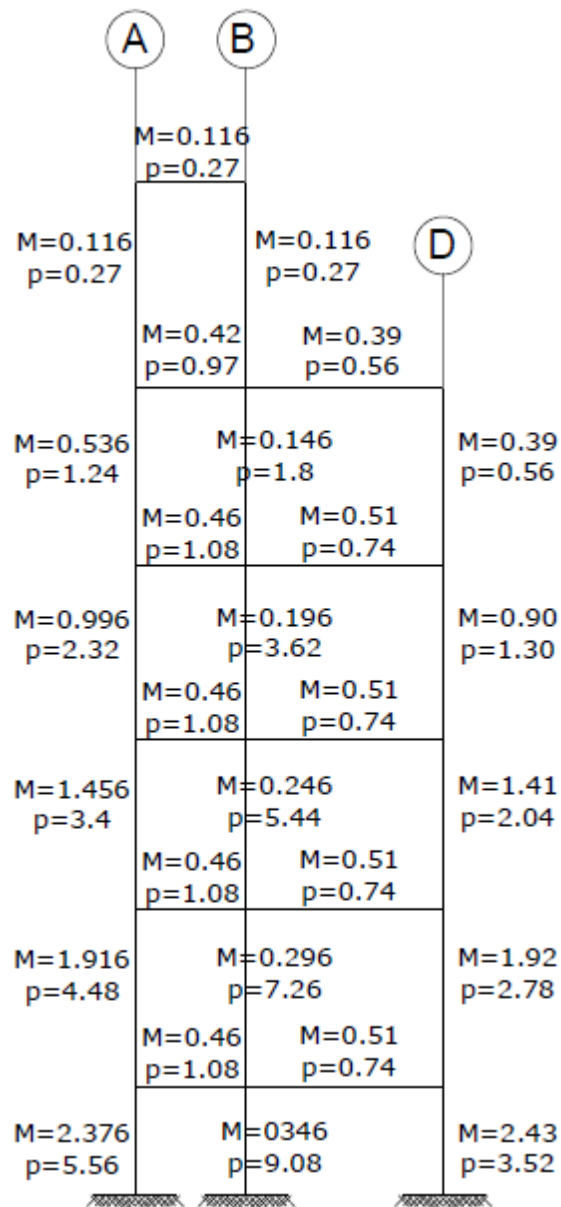 A B
M=0.116
p=0.27
M=0.116 M=0.116 D
p=0.27 p=0.27
M=0.42 M=0.39
p=0.97 p=0.56
M=0.536 M=0.146 M=0.39
p=1.24 p=1.8 p=0.56
M=0.46 M=0.51
p=1.08 p=0.74
M=0.996 M=0.196 M=0.90
p=2.32 p=3.62 p=1.30
M=0.46 M=0.51
p=1.08 p=0.74
M=1.456 M=0.246 M=1.41
p=3.4 p=5.44 p=2.04
M=0.46 M=0.51
p=1.08 p=0.74
M=1.916 M=0.296 M=1.92
p=4.48 p=7.26 p=2.78
M=0.46 M=0.51
p=1.08 p=0.74
M=2.376 M=0346 M=2.43
p=5.56 p=9.08 p=3.52